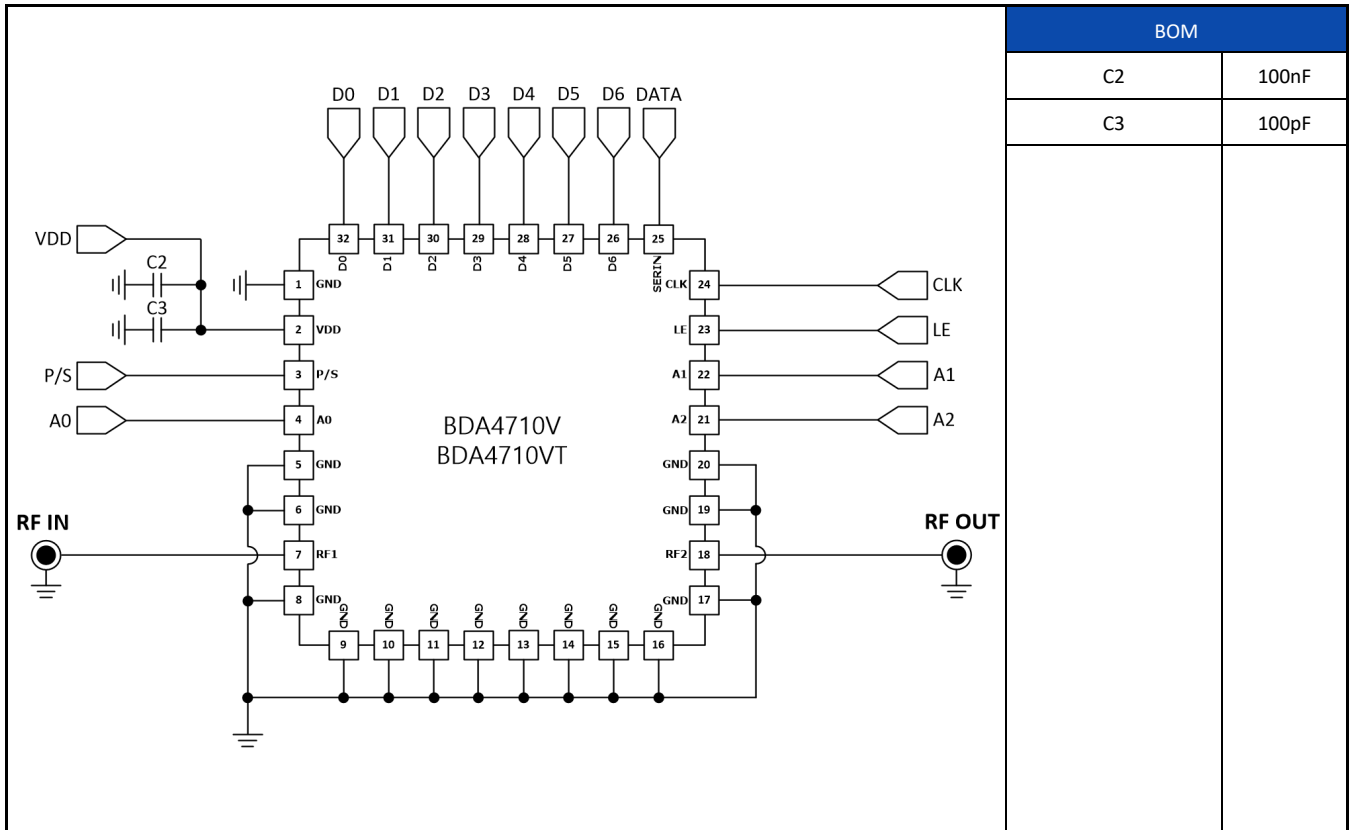 BOM
C2 100nF
C3 100pF
D0 D1 D2 D3 D4 D5 D6 DATA
32 31 30 29 28 27 26 25
D0 D1 D2 D3 D4 D5 D6 SERIN
VDD
C2
C3
1 GND
CLK 24
CLK
2 VDD
LE 23
LE
P/S
3 P/S
A1 22
A1
A0
4 A0
A2 21
A2
BDA4710V
BDA4710VT
5 GND
GND 20
6 GND
GND 19
RF IN
RF OUT
7 RF1
RF2 18
8 GND
GND 17
GND GND GND GND GND GND GND GND
9 10 11 12 13 14 15 16